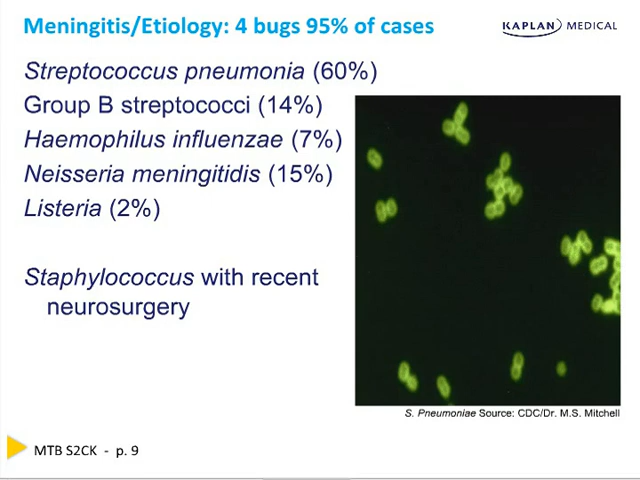 Meningitis/Etiology: 4 bugs 95% of cases
KAPLAN MEDICAL
Streptococcus pneumonia (60%)
Group B streptococci (14%)
Haemophilus influenzae (7%)
Neisseria meningitidis (15%)
Listeria (2%)
Staphylococcus with recent
neurosurgery
S. Pneumoniae Source: CDC/Dr. M.S. Mitchell
MTB S2CK - p. 9